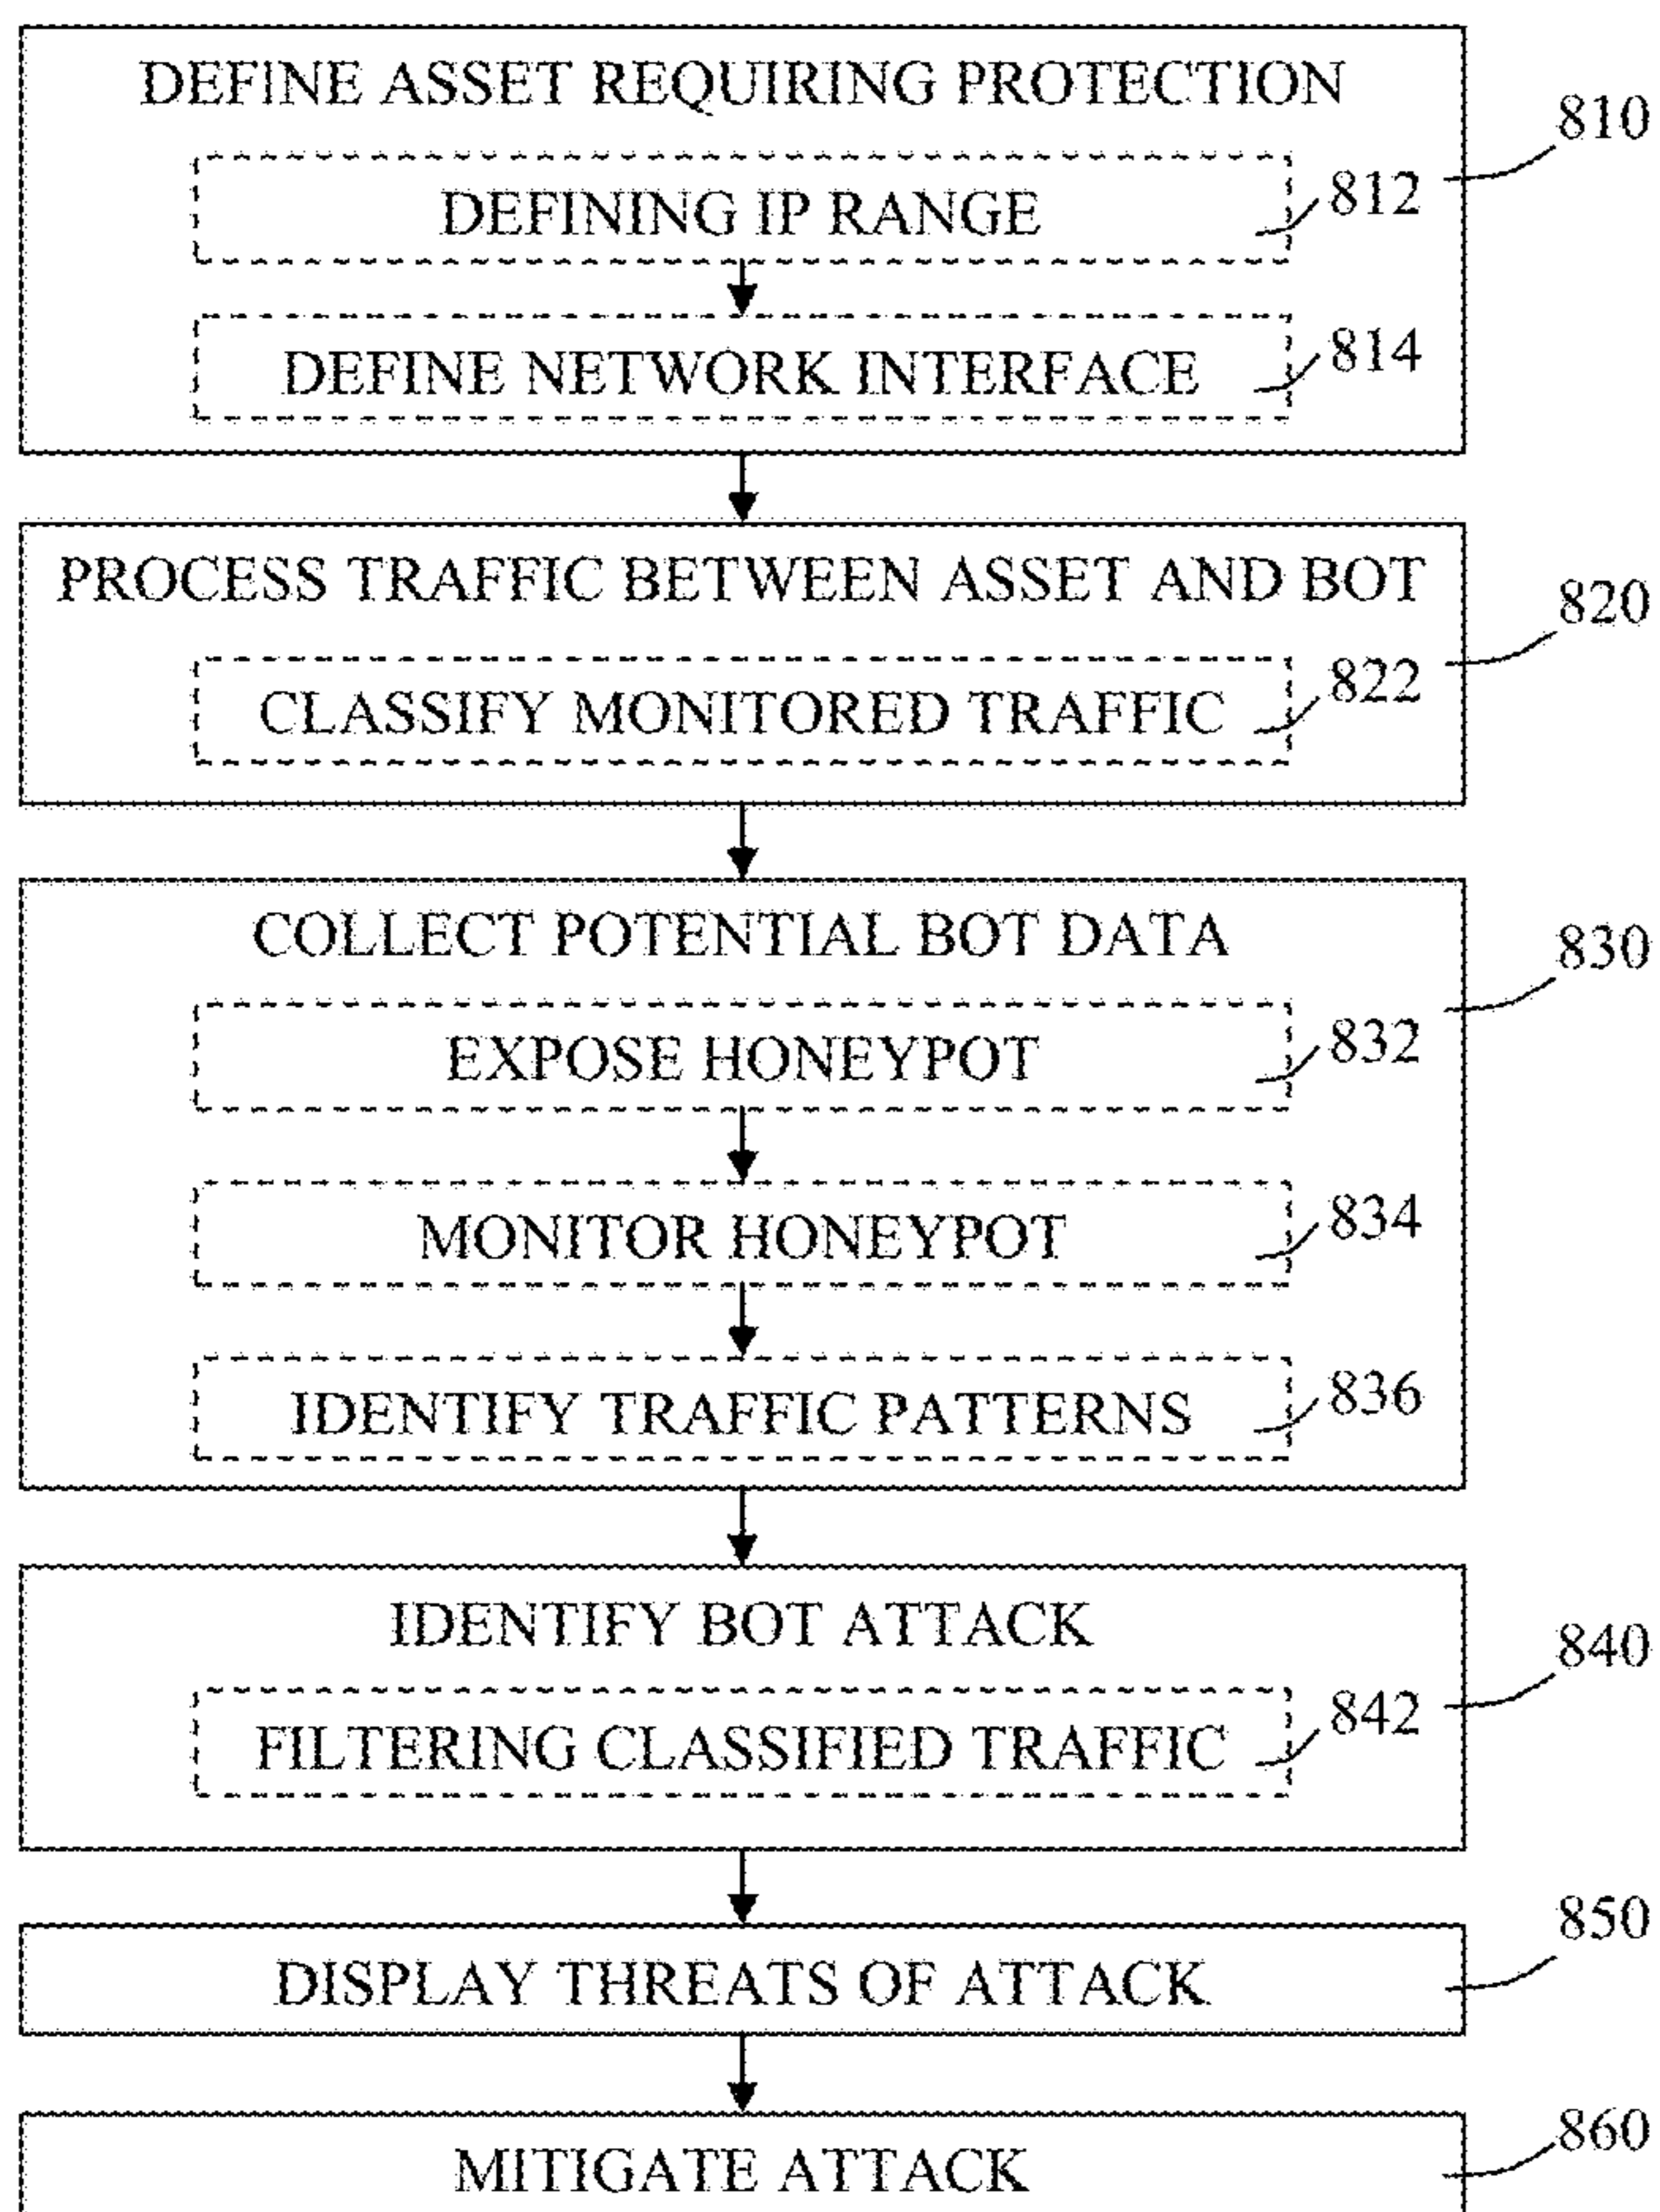 DEFINE ASSET REQUIRING PROTECTION
810
DEFINING IP RANGE
812
DEFINE NETWORK INTERFACE
814
PROCESS TRAFFIC BETWEEN ASSET AND BOT
820
CLASSIFY MONITORED TRAFFIC
822
COLLECT POTENTIAL BOT DATA
830
EXPOSE HONEYPOT
832
MONITOR HONEYPOT
834
IDENTIFY TRAFFIC PATTERNS
836
IDENTIFY BOT ATTACK
840
FILTERING CLASSIFIED TRAFFIC
842
DISPLAY THREATS OF ATTACK
850
MITIGATE ATTACK
860